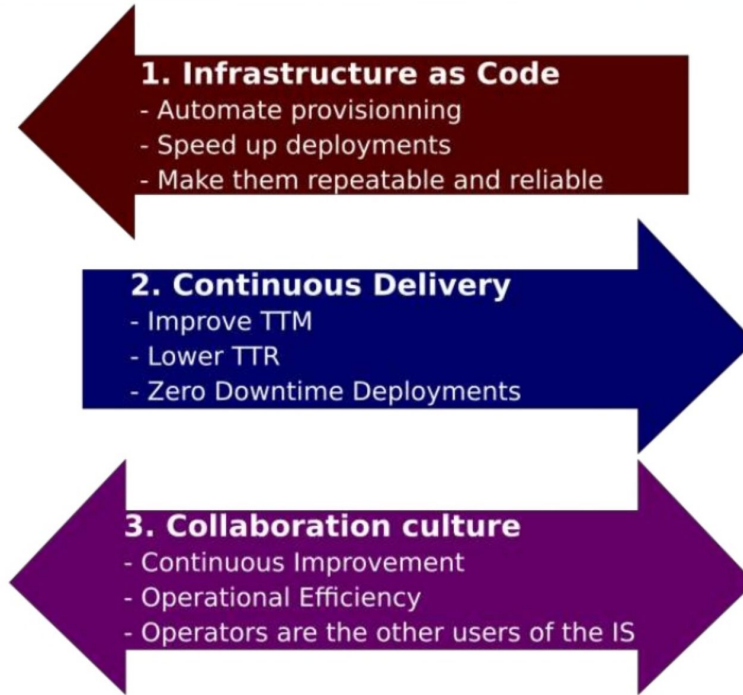 1. Infrastructure as Code
- Automate provisionning
- Speed up deployments
- Make them repeatable and reliable
2. Continuous Delivery
- Improve TTM
- Lower TTR
- Zero Downtime Deployments
3. Collaboration culture
- Continuous Improvement
- Operational Efficiency
- Operators are the other users of the IS